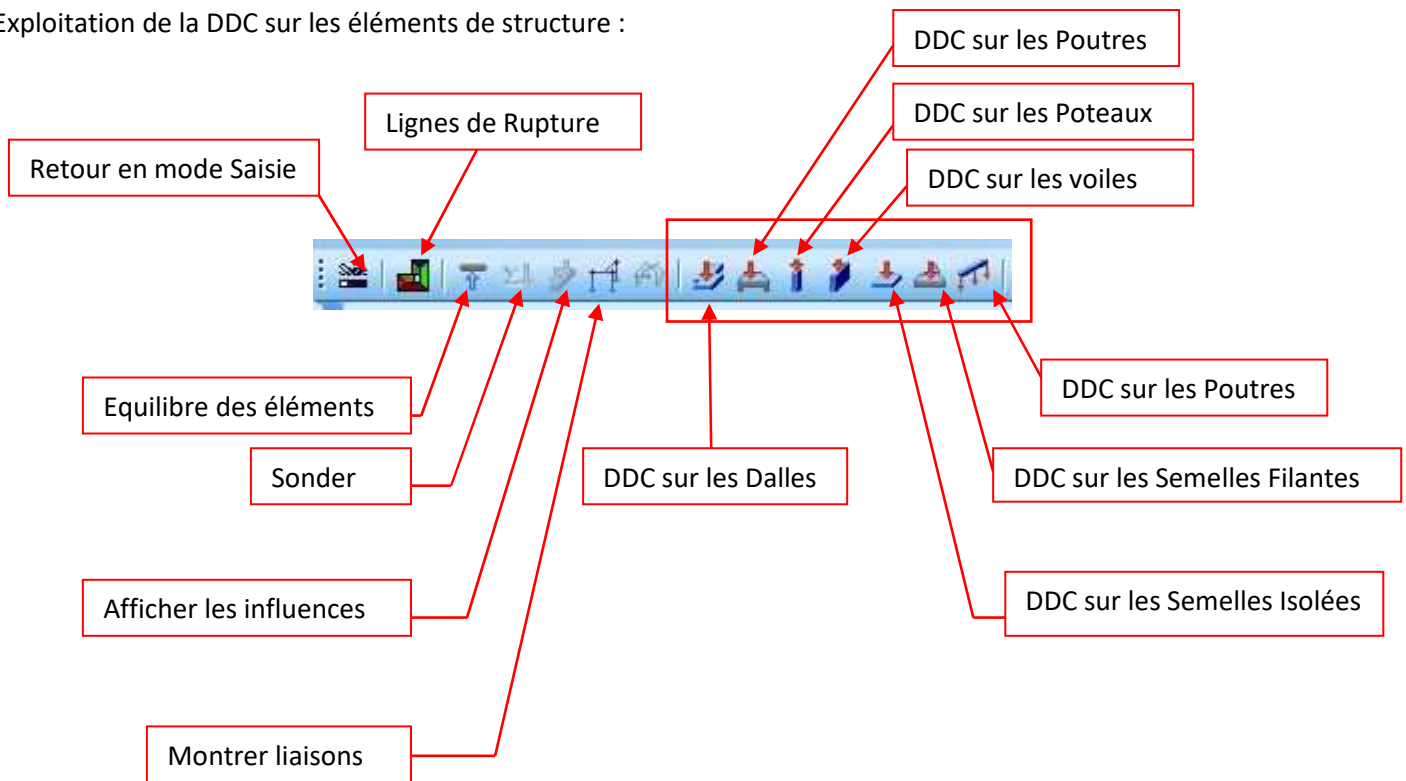 Exploitation de la DDC sur les éléments de structure :
DDC sur les Poutres
Lignes de Rupture
DDC sur les Poteaux
Retour en mode Saisie
DDC sur les voiles
Equilibre des éléments
DDC sur les Poutres
Sonder
DDC sur les Dalles
DDC sur les Semelles Filantes
Afficher les influences
DDC sur les Semelles Isolées
Montrer liaisons